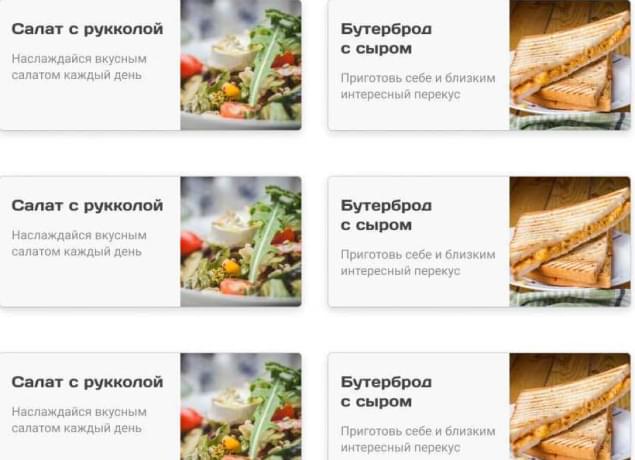 Салат с рукколой
Наслаждайся вкусным
салатом каждый день
Бутерброд
с сыром
Приготовь себе и близким
интересный перекус
Салат с рукколой
Наслаждайся вкусным
салатом каждый день
Бутерброд
с сыром
Приготовь себе и близким
интересный перекус
Салат с рукколой
Наслаждайся вкусным
салатом каждый день
Бутерброд
с сыром
Приготовь себе и близким
интересный перекус